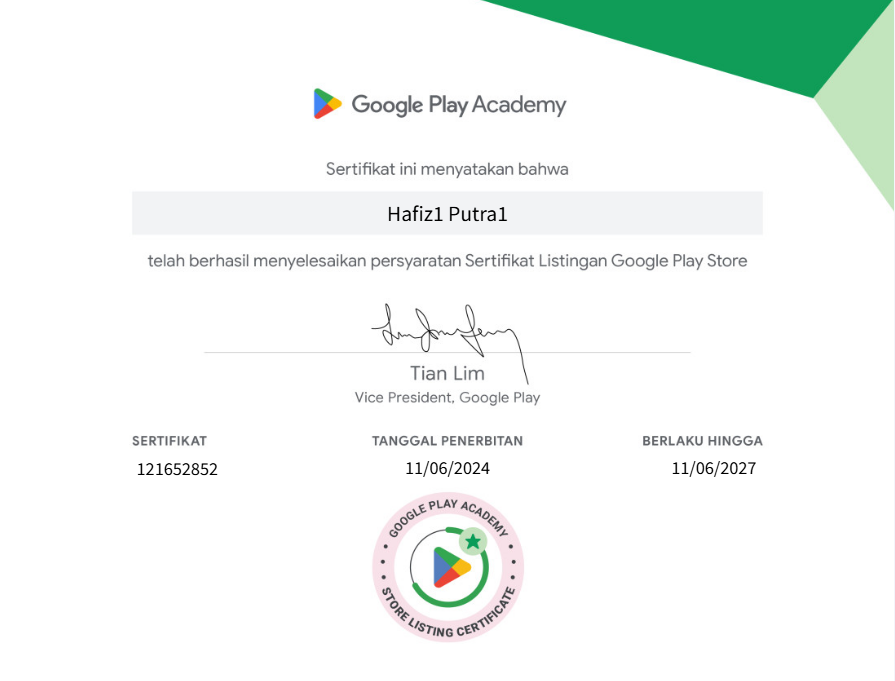 Google Play Academy
Sertifikat ini menyatakan bahwa
Hafiz1 Putra1
telah berhasil menyelesaikan persyaratan Sertifikat Listingan Google Play Store
Tian Lim
Vice President, Google Play
SERTIFIKAT
TANGGAL PENERBITAN
BERLAKU HINGGA
121652852
11/06/2024
11/06/2027
GOOGLE PLAY ACADEMY
STORE LISTING CERTIFICATE